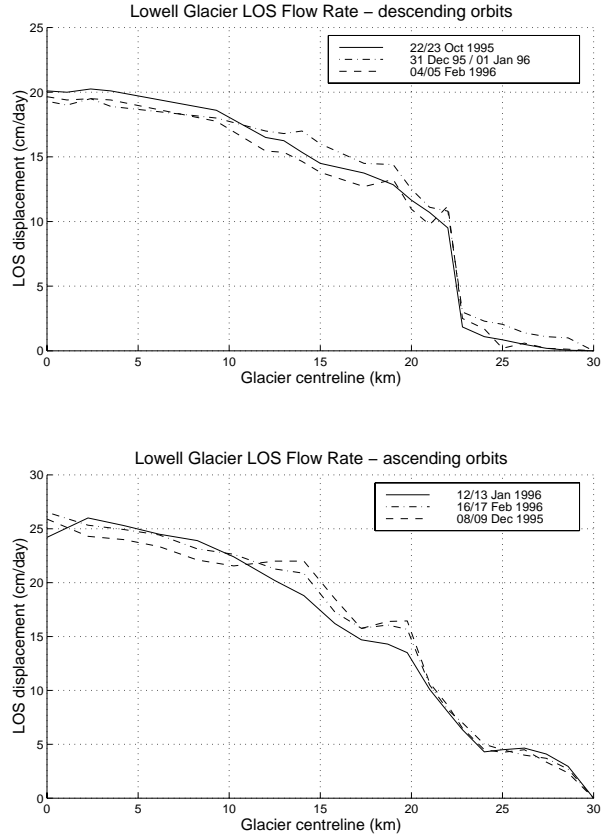 Lowell Glacier LOS Flow Rate − descending orbits
25
20
15
10
5
0
LOS displacement (cm/day)
22/23 Oct 1995
31 Dec 95 / 01 Jan 96
04/05 Feb 1996
0 5 10 15 20 25 30
Glacier centreline (km)
Lowell Glacier LOS Flow Rate − ascending orbits
30
25
20
15
10
5
0
LOS displacement (cm/day)
12/13 Jan 1996
16/17 Feb 1996
08/09 Dec 1995
0 5 10 15 20 25 30
Glacier centreline (km)